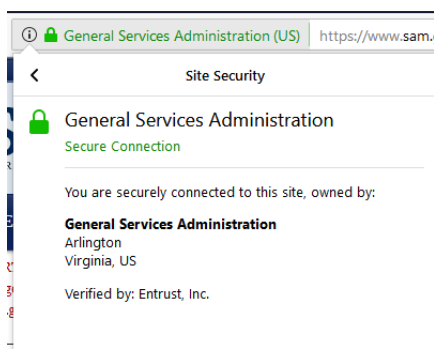 General Services Administration (US) https://www.sam.
Site Security
General Services Administration
Secure Connection
You are securely connected to this site, owned by:
General Services Administration
Arlington
Virginia, US
Verified by: Entrust, Inc.